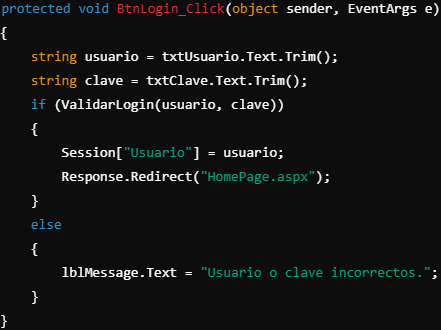 protected void BtnLogin_Click(object sender, EventArgs e)
{
    string usuario = txtUsuario.Text.Trim();
    string clave = txtClave.Text.Trim();
    if (ValidarLogin(usuario, clave))
    {
        Session["Usuario"] = usuario;
        Response.Redirect("HomePage.aspx");
    }
    else
    {
        lblMessage.Text = "Usuario o clave incorrectos.";
    }
}